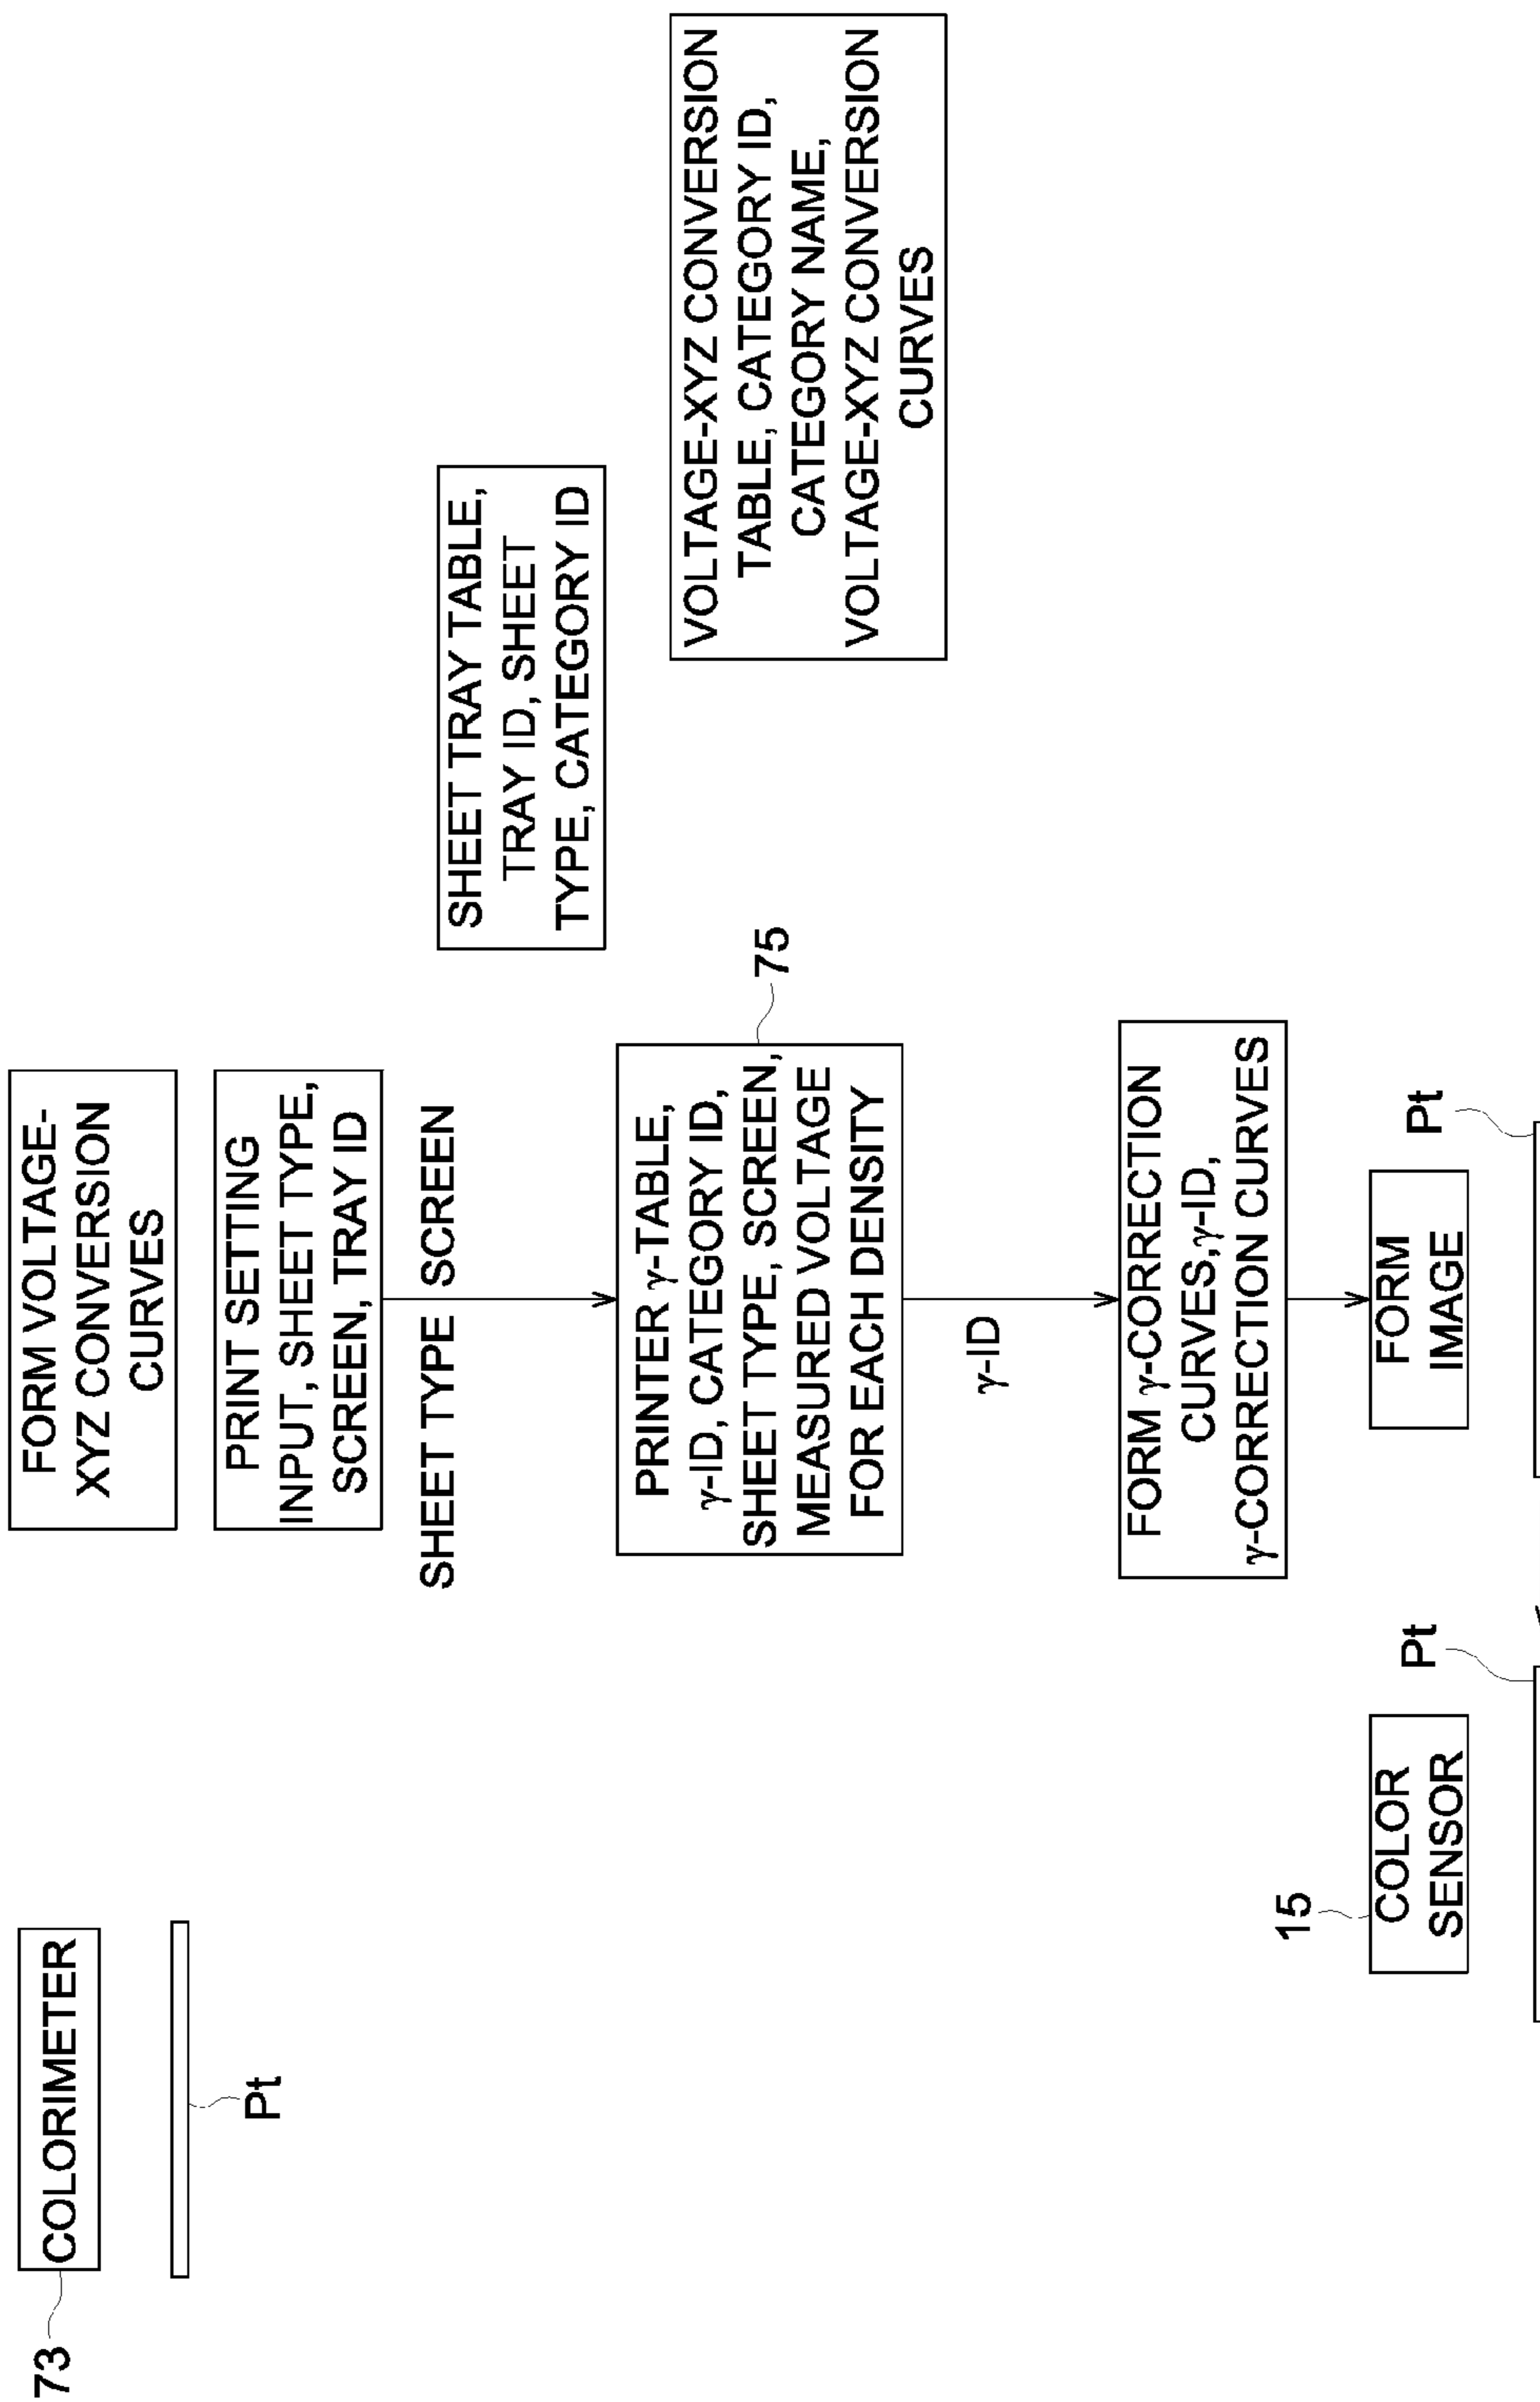 73
COLORIMETER
Pt
FORM VOLTAGE-
XYZ CONVERSION
CURVES
PRINT SETTING
INPUT, SHEET TYPE,
SCREEN, TRAY ID
SHEET TYPE SCREEN
SHEET TRAY TABLE,
TRAY ID, SHEET
TYPE, CATEGORY ID
75
PRINTER γ-TABLE,
γ-ID, CATEGORY ID,
SHEET TYPE, SCREEN,
MEASURED VOLTAGE
FOR EACH DENSITY
VOLTAGE-XYZ CONVERSION
TABLE, CATEGORY ID,
CATEGORY NAME,
VOLTAGE-XYZ CONVERSION
CURVES
γ-ID
FORM γ-CORRECTION
CURVES,γ-ID,
γ-CORRECTION CURVES
15
COLOR
SENSOR
Pt
FORM
IMAGE
Pt